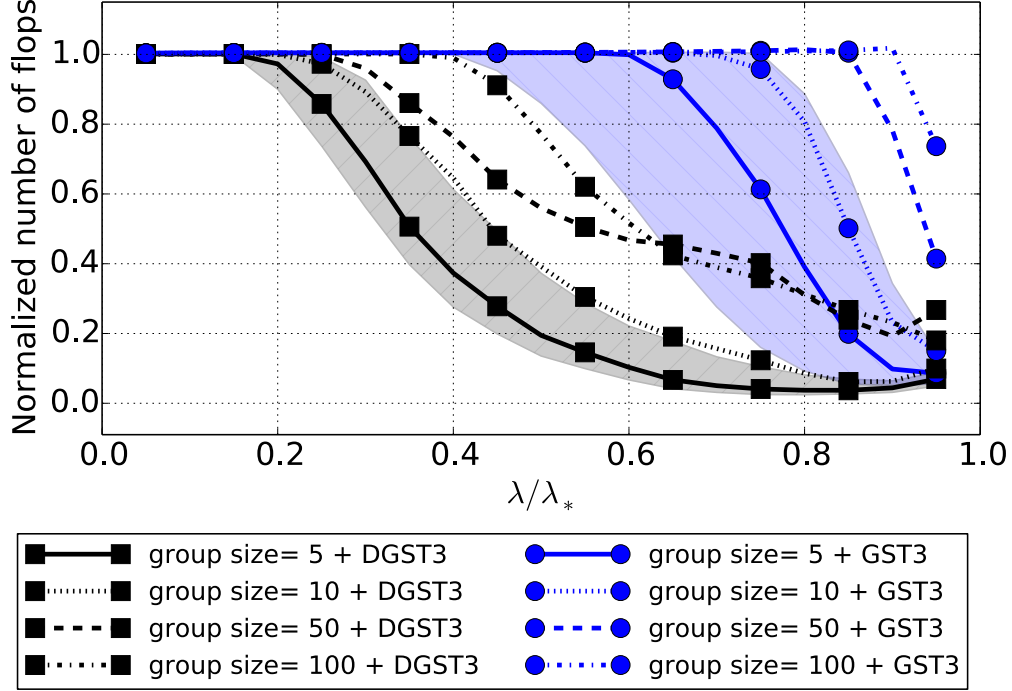 Normalized number of flops
1.0
0.8
0.6
0.4
0.2
0.0
0.0 0.2 0.4 0.6 0.8 1.0
λ/λ*
group size= 5 + DGST3
group size= 10 + DGST3
group size= 50 + DGST3
group size= 100 + DGST3
group size= 5 + GST3
group size= 10 + GST3
group size= 50 + GST3
group size= 100 + GST3